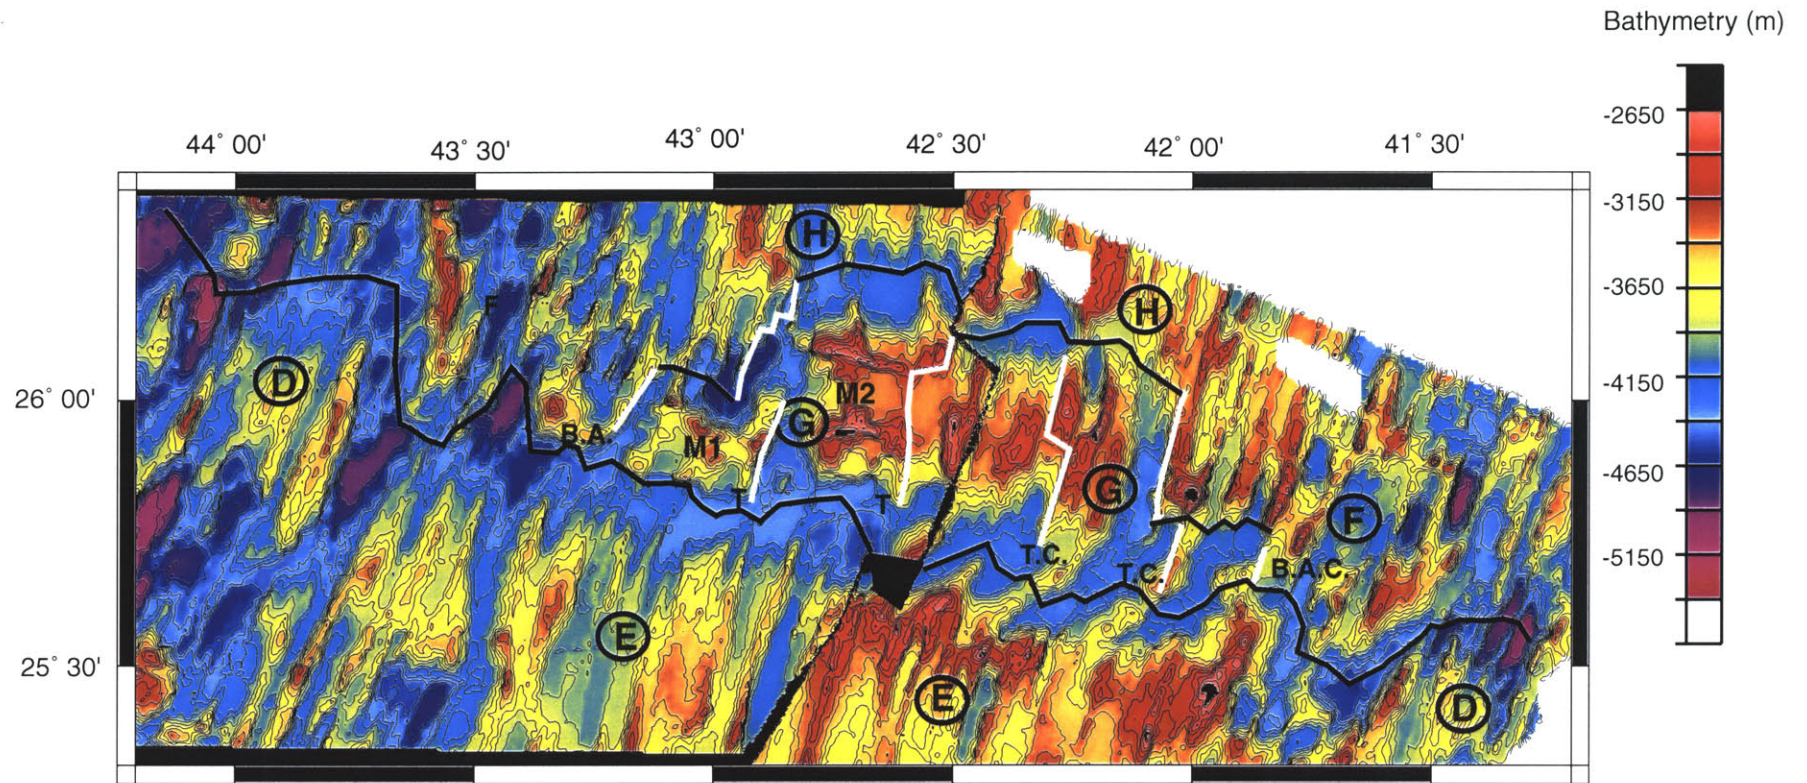 Bathymetry (m)
-2650
-3150
-3650
-4150
-4650
-5150
44° 00' 43° 30' 43° 00' 42° 30' 42° 00' 41° 30'
26° 00'
25° 30'
H
H
F
D
M2
G
B.A.
M1
G
T
T
F
T.C.
T.C.
B.A.C.
E
E
D